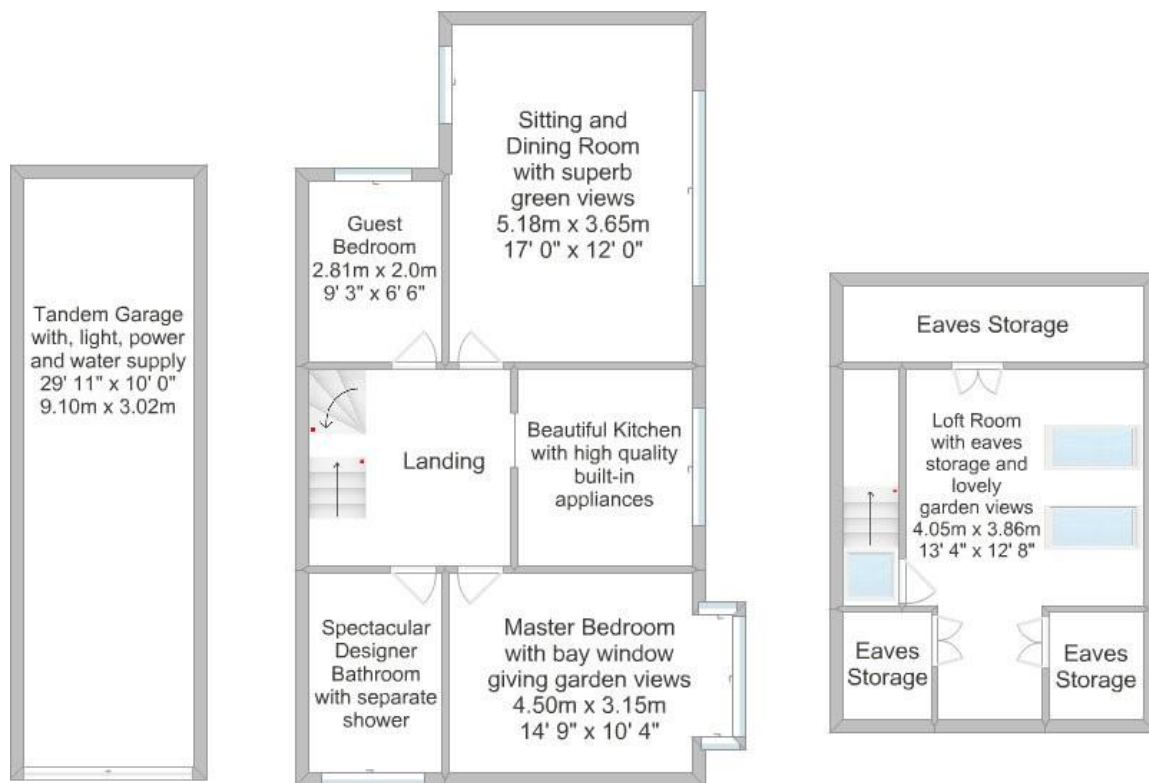 Tandem Garage
with, light, power
and water supply
29' 11" x 10' 0"
9.10m x 3.02m
Sitting and
Dining Room
with superb
green views
5.18m x 3.65m
17' 0" x 12' 0"
Guest
Bedroom
2.81m x 2.0m
9' 3" x 6' 6"
Landing
Beautiful Kitchen
with high quality
built-in
appliances
Spectacular
Designer
Bathroom
with separate
shower
Master Bedroom
with bay window
giving garden views
4.50m x 3.15m
14' 9" x 10' 4"
Eaves Storage
Loft Room
with eaves
storage and
lovely
garden views
4.05m x 3.86m
13' 4" x 12' 8"
Eaves
Storage
Eaves
Storage